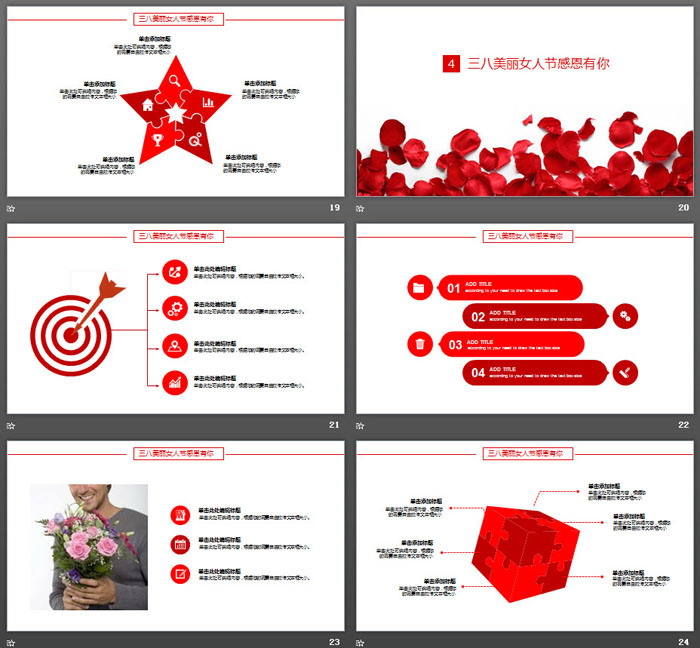 三八美丽女人节感恩有你
单击添加标题
单击此处可编辑内容，根据您
的需要自由拉伸文本框大小
单击添加标题
单击此处可编辑内容，根据您
的需要自由拉伸文本框大小
单击添加标题
单击此处可编辑内容，根据您
的需要自由拉伸文本框大小
单击添加标题
单击此处可编辑内容，根据您
的需要自由拉伸文本框大小
单击添加标题
单击此处可编辑内容，根据您
的需要自由拉伸文本框大小
19
4 三八美丽女人节感恩有你
20
三八美丽女人节感恩有你
单击此处编辑标题
单击此处可编辑内容，根据您的需要自由拉伸文本框大小。
单击此处编辑标题
单击此处可编辑内容，根据您的需要自由拉伸文本框大小。
单击此处编辑标题
单击此处可编辑内容，根据您的需要自由拉伸文本框大小。
单击此处编辑标题
单击此处可编辑内容，根据您的需要自由拉伸文本框大小。
21
三八美丽女人节感恩有你
01 ADD TITLE
according to your need to draw the text box size
02 ADD TITLE
according to your need to draw the text box size
03 ADD TITLE
according to your need to draw the text box size
04 ADD TITLE
according to your need to draw the text box size
22
三八美丽女人节感恩有你
单击此处编辑标题
单击此处可编辑内容，根据您的需要自由拉伸文本框大小。
单击此处编辑标题
单击此处可编辑内容，根据您的需要自由拉伸文本框大小。
单击此处编辑标题
单击此处可编辑内容，根据您的需要自由拉伸文本框大小。
23
三八美丽女人节感恩有你
单击添加标题
单击此处可编辑内容，根据您
的需要自由拉伸文本框大小
单击添加标题
单击此处可编辑内容，根据您
的需要自由拉伸文本框大小
单击添加标题
单击此处可编辑内容，根据您
的需要自由拉伸文本框大小
单击添加标题
单击此处可编辑内容，根据您
的需要自由拉伸文本框大小
单击添加标题
单击此处可编辑内容，根据您
的需要自由拉伸文本框大小
单击添加标题
单击此处可编辑内容，根据您
的需要自由拉伸文本框大小
24